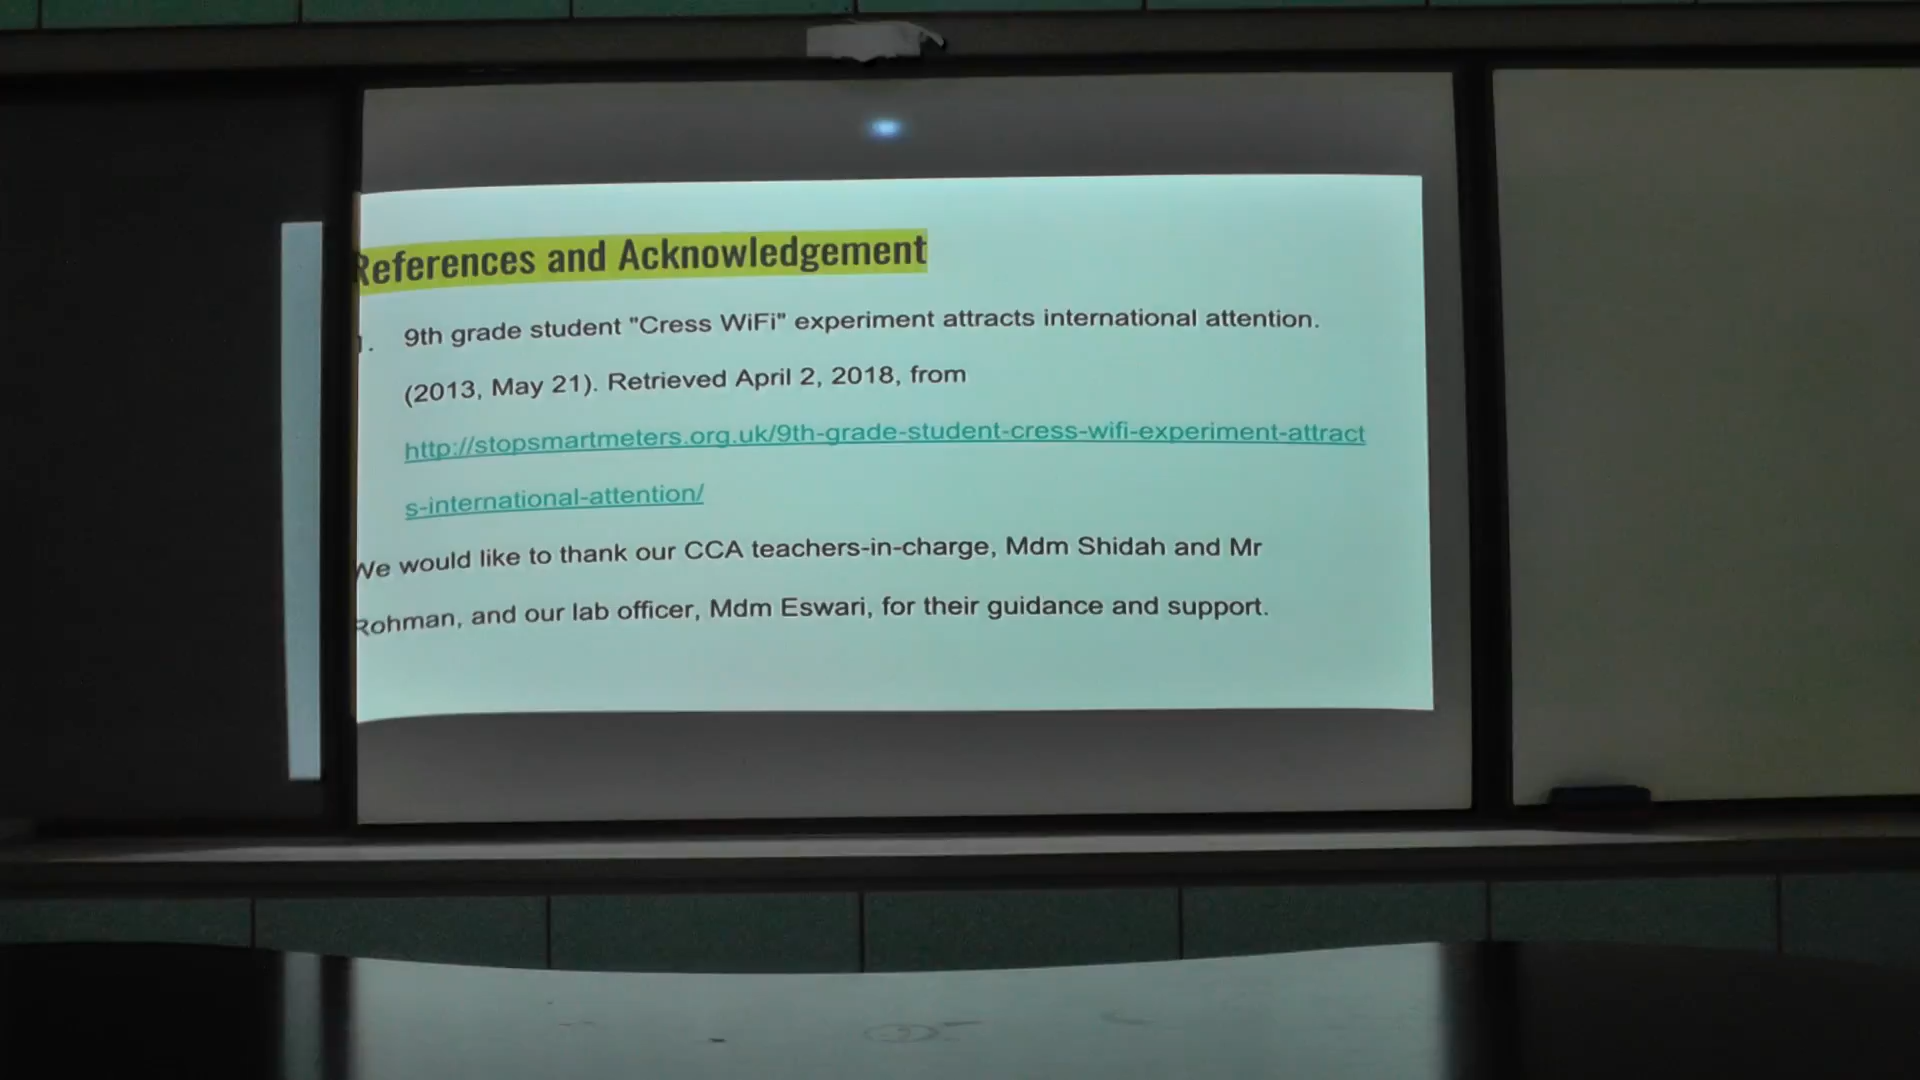 References and Acknowledgement
1. 9th grade student "Cress WiFi" experiment attracts international attention.
(2013, May 21). Retrieved April 2, 2018, from
http://stopsmartmeters.org.uk/9th-grade-student-cress-wifi-experiment-attract
s-international-attention/
We would like to thank our CCA teachers-in-charge, Mdm Shidah and Mr
Rohman, and our lab officer, Mdm Eswari, for their guidance and support.